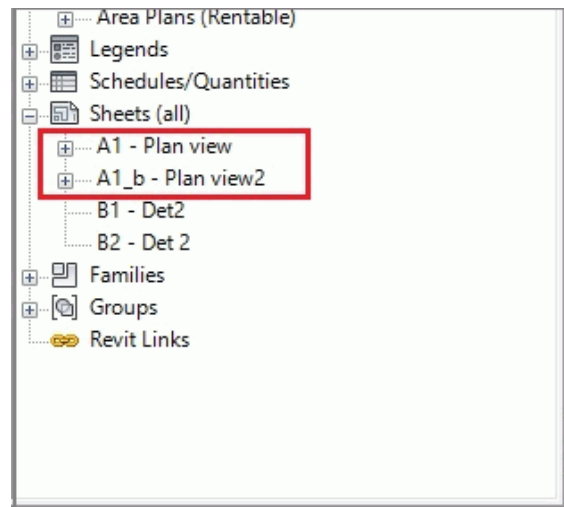 Area Plans (Rentable)
Legends
Schedules/Quantities
Sheets (all)
A1 - Plan view
A1_b - Plan view2
B1 - Det2
B2 - Det 2
Families
Groups
Revit Links